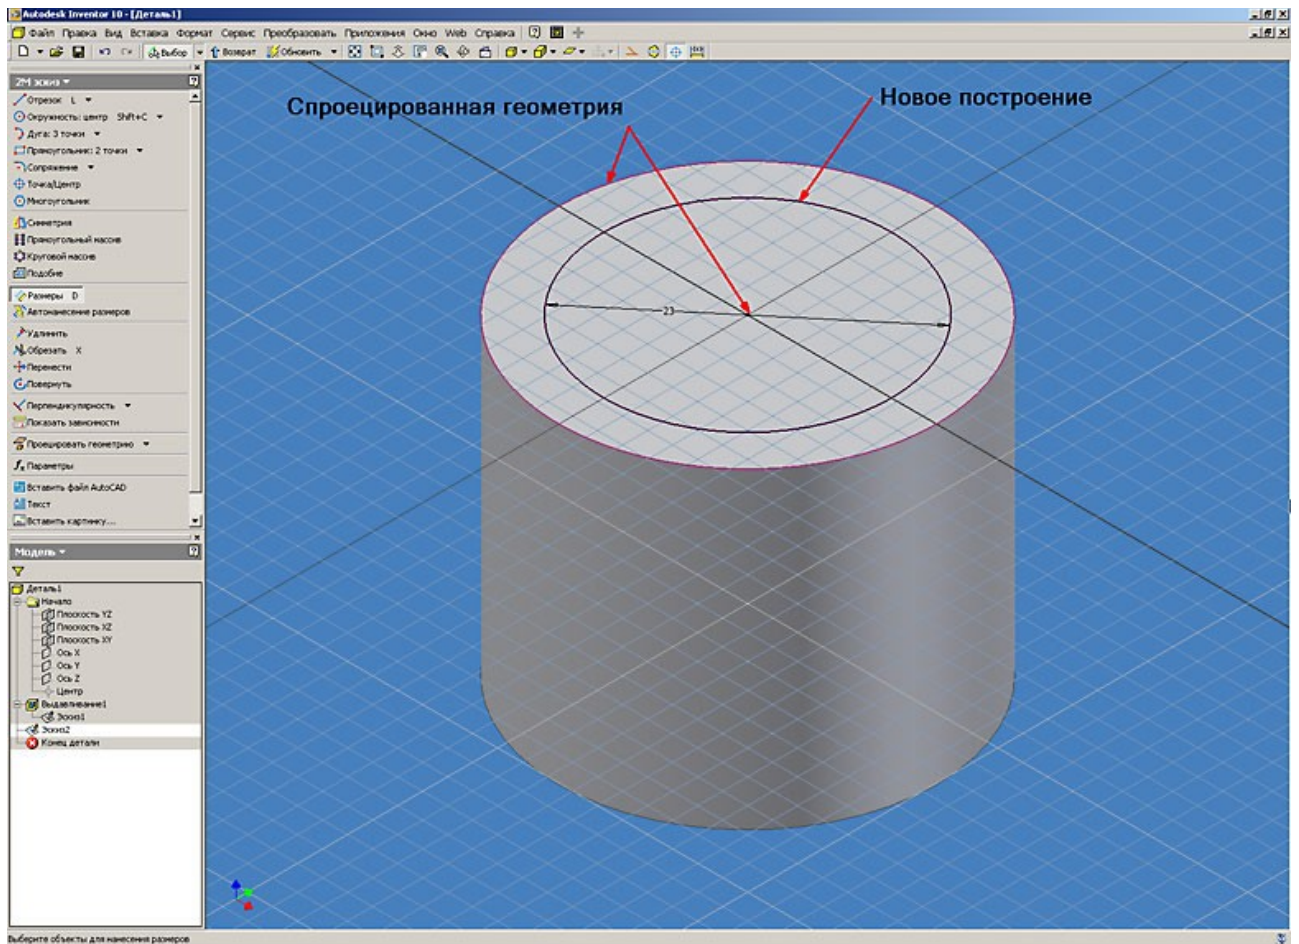 Autodesk Inventor 10 - [Деталь1]
Файл Правка Вид Вставка Формат Сервис Преобразовать Приложения Окно Web Справка
Выбор Возврат Обновить
2М эскиз
Спроецированная геометрия
Новое построение
Отрезок L
Окружность: центр Shift+C
Дуга: 3 точки
Прямоугольник: 2 точки
Сопряжение
Точка/Центр
Многоугольник
Симметрия
Прямоугольный массив
Круговой массив
Подобие
Размеры D
Автонанесение размеров
Удлинить
Обрезать X
Перенести
Повернуть
Перпендикулярность
Показать зависимости
Проецировать геометрию
fx Параметры
Вставить файл AutoCAD
Текст
Вставить картинку...
23
Модель
Деталь1
Начало
Плоскость YZ
Плоскость XZ
Плоскость XY
Ось X
Ось Y
Ось Z
Центр
Выдавливание1
Эскиз1
Эскиз2
Конец детали
Выберите объекты для нанесения размеров